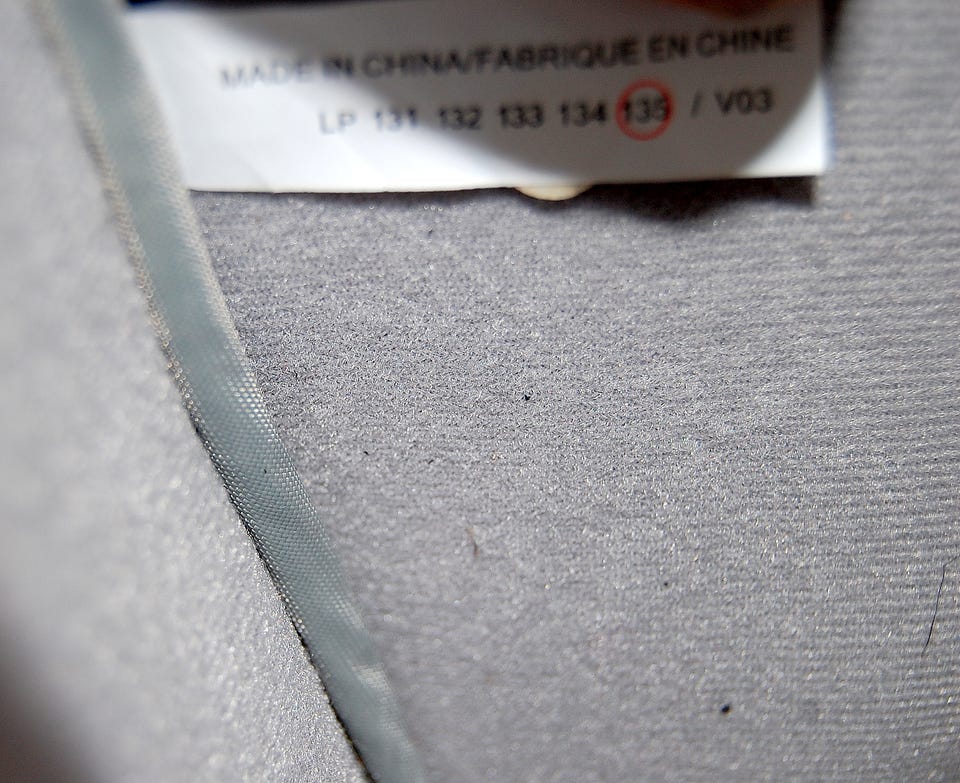 MADE IN CHINA/FABRIQUE EN CHINE
LP 131 132 133 134 135 / V03